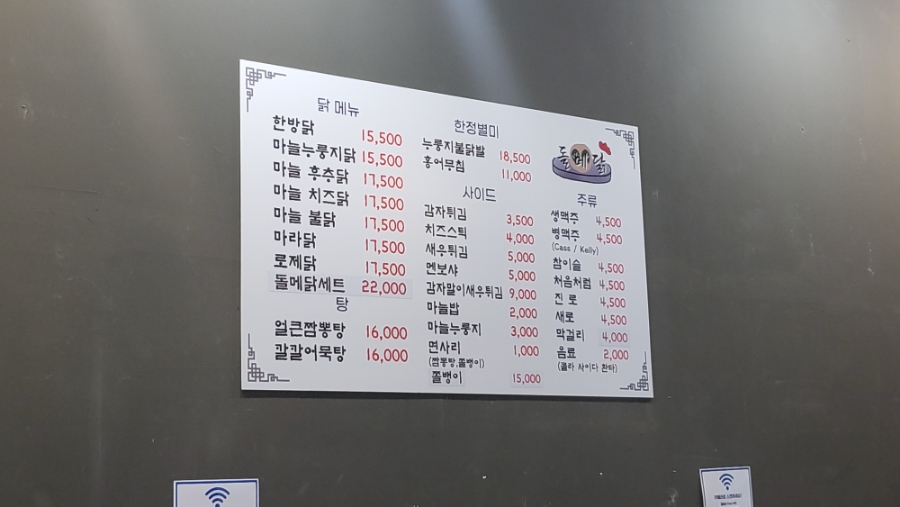 닭 메뉴
한방닭 15,500
마늘누룽지닭 15,500
마늘 후추닭 17,500
마늘 치즈닭 17,500
마늘 불닭 17,500
마라닭 17,500
로제닭 17,500
돌메닭세트 22,000
탕
얼큰짬뽕탕 16,000
칼칼어묵탕 16,000
한정별미
누룽지불닭발 18,500
홍어무침 11,000
사이드
감자튀김 3,500
치즈스틱 4,000
새우튀김 5,000
멘보샤 5,000
감자말이새우튀김 9,000
마늘밥 2,000
마늘누룽지 3,000
면사리 1,000
(짬뽕탕,쫄뱅이)
쫄뱅이 15,000
돌메닭
주류
생맥주 4,500
병맥주 4,500
(Cass / Kelly)
참이슬 4,500
처음처럼 4,500
진로 4,500
새로 4,500
막걸리 4,000
음료 2,000
(콜라 사이다 환타)